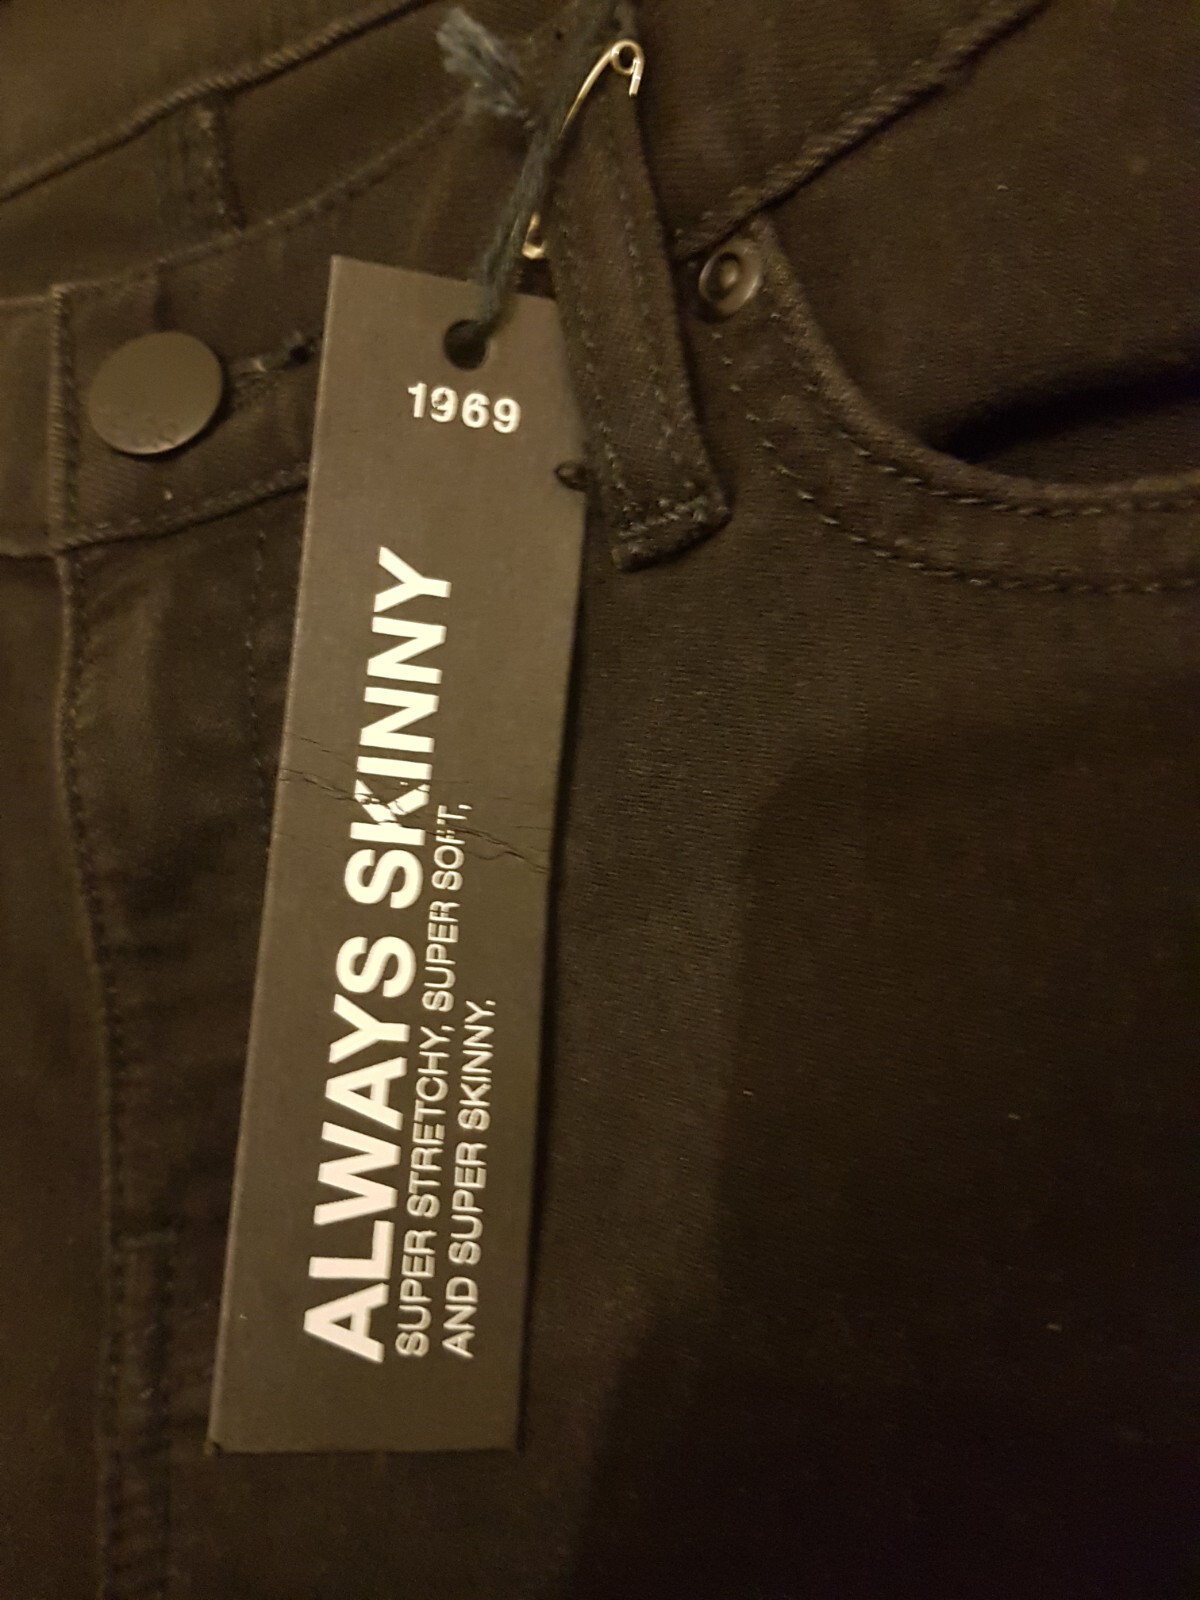 1969
ALWAYS SKINNY
SUPER STRETCHY, SUPER SOFT,
AND SUPER SKINNY.